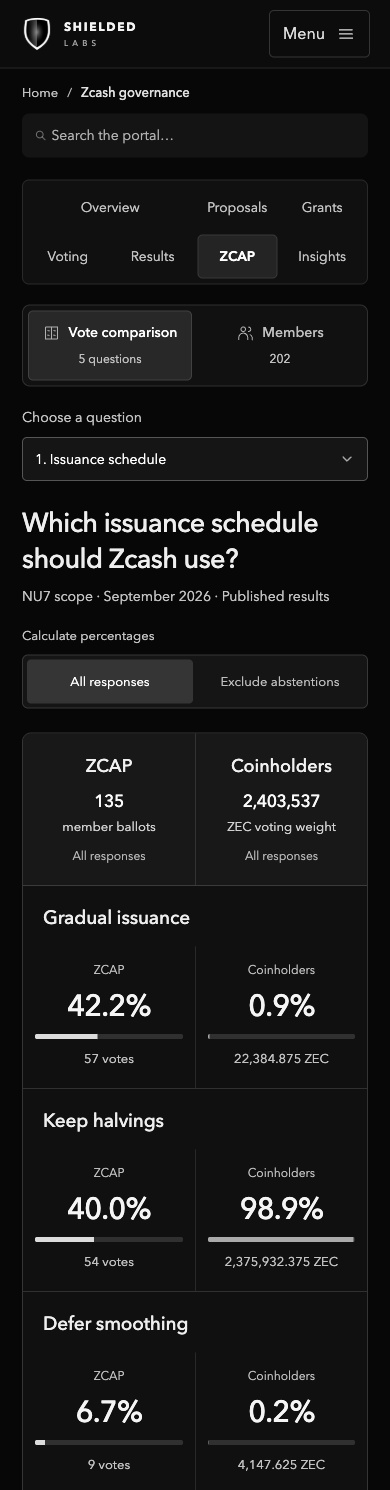 SHIELDED
LABS
Menu
Home / Zcash governance
Search the portal...
Overview Proposals Grants
Voting Results ZCAP Insights
Vote comparison
5 questions
Members
202
Choose a question
1. Issuance schedule
Which issuance schedule
should Zcash use?
NU7 scope · September 2026 · Published results
Calculate percentages
All responses Exclude abstentions
ZCAP
135
member ballots
All responses
Coinholders
2,403,537
ZEC voting weight
All responses
Gradual issuance
ZCAP
42.2%
57 votes
Coinholders
0.9%
22,384.875 ZEC
Keep halvings
ZCAP
40.0%
54 votes
Coinholders
98.9%
2,375,932.375 ZEC
Defer smoothing
ZCAP
6.7%
9 votes
Coinholders
0.2%
4,147.625 ZEC